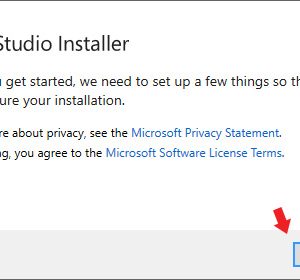 Studio Installer
u get started, we need to set up a few things so th
ure your installation.
re about privacy, see the Microsoft Privacy Statement.
ng, you agree to the Microsoft Software License Terms.